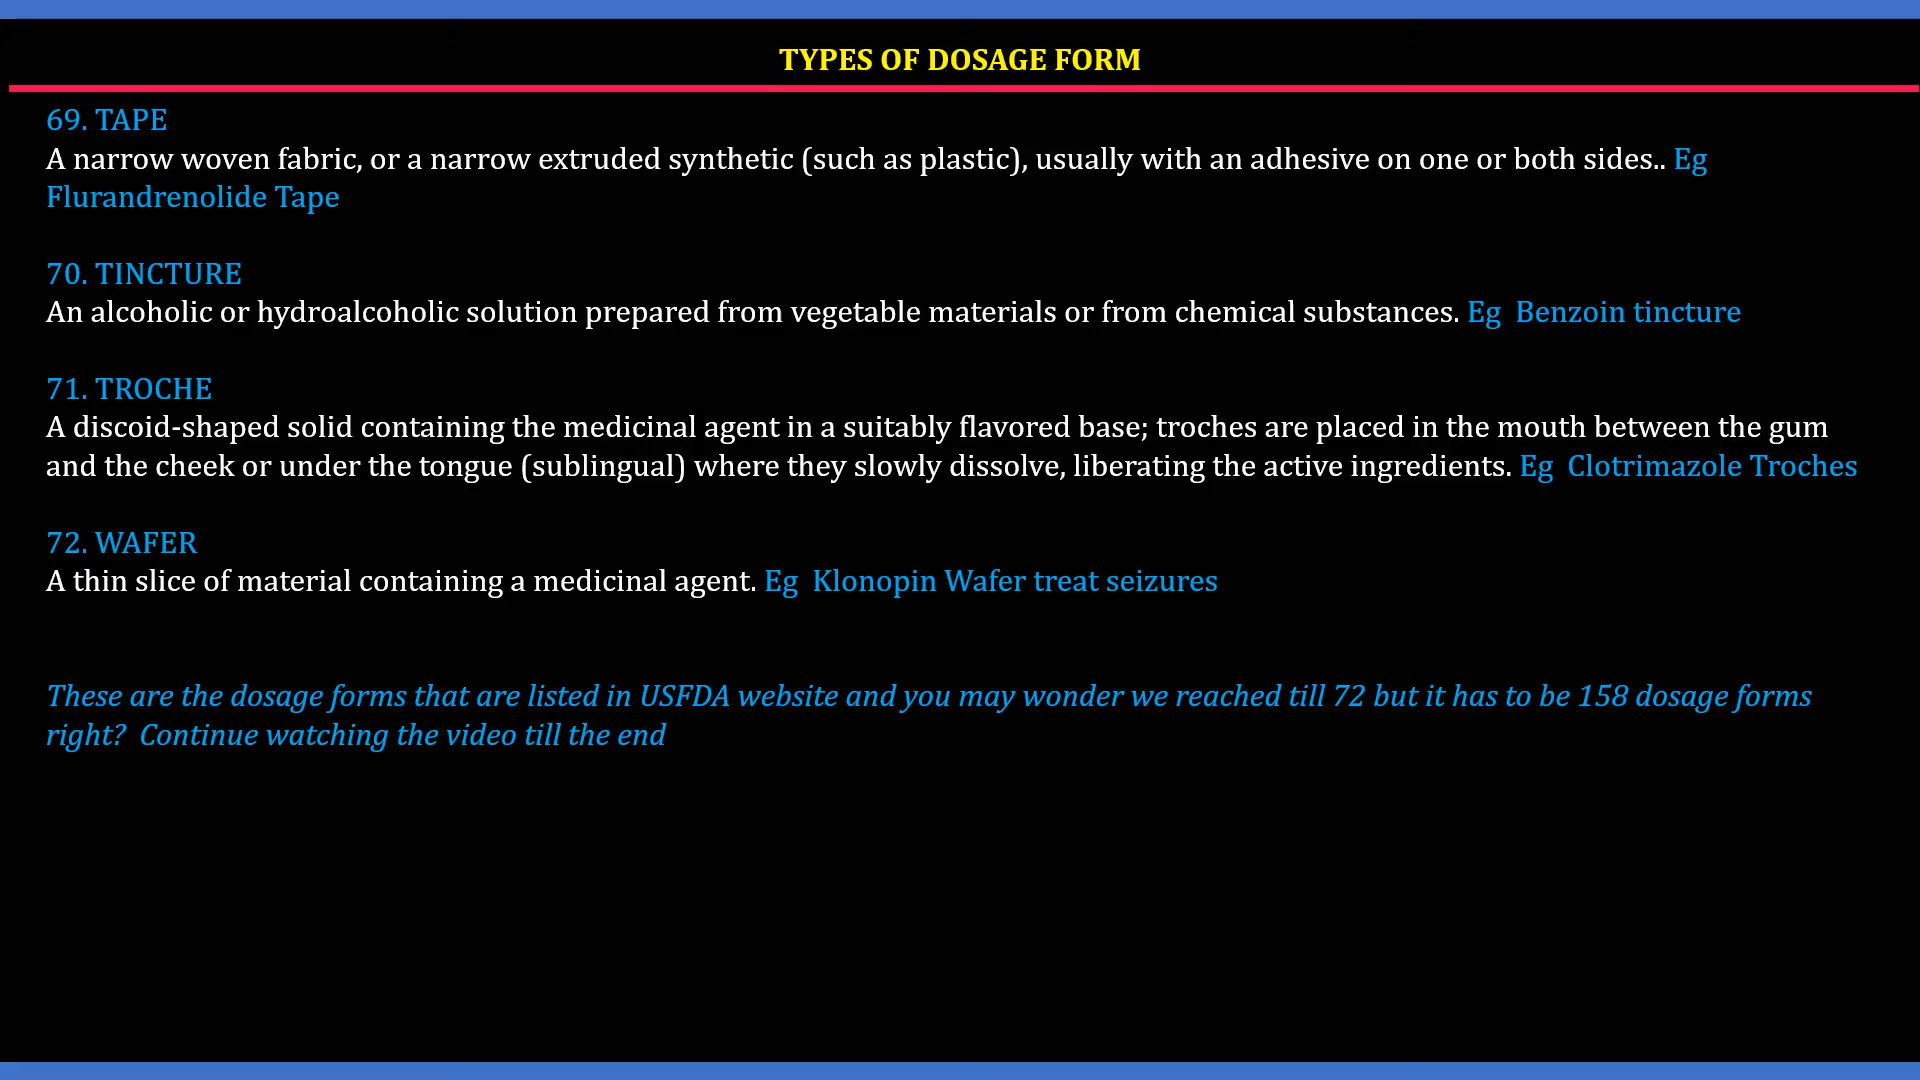 TYPES OF DOSAGE FORM
69. TAPE
A narrow woven fabric, or a narrow extruded synthetic (such as plastic), usually with an adhesive on one or both sides.. Eg
Flurandrenolide Tape
70. TINCTURE
An alcoholic or hydroalcoholic solution prepared from vegetable materials or from chemical substances. Eg  Benzoin tincture
71. TROCHE
A discoid-shaped solid containing the medicinal agent in a suitably flavored base; troches are placed in the mouth between the gum
and the cheek or under the tongue (sublingual) where they slowly dissolve, liberating the active ingredients. Eg  Clotrimazole Troches
72. WAFER
A thin slice of material containing a medicinal agent. Eg  Klonopin Wafer treat seizures
These are the dosage forms that are listed in USFDA website and you may wonder we reached till 72 but it has to be 158 dosage forms
right?  Continue watching the video till the end